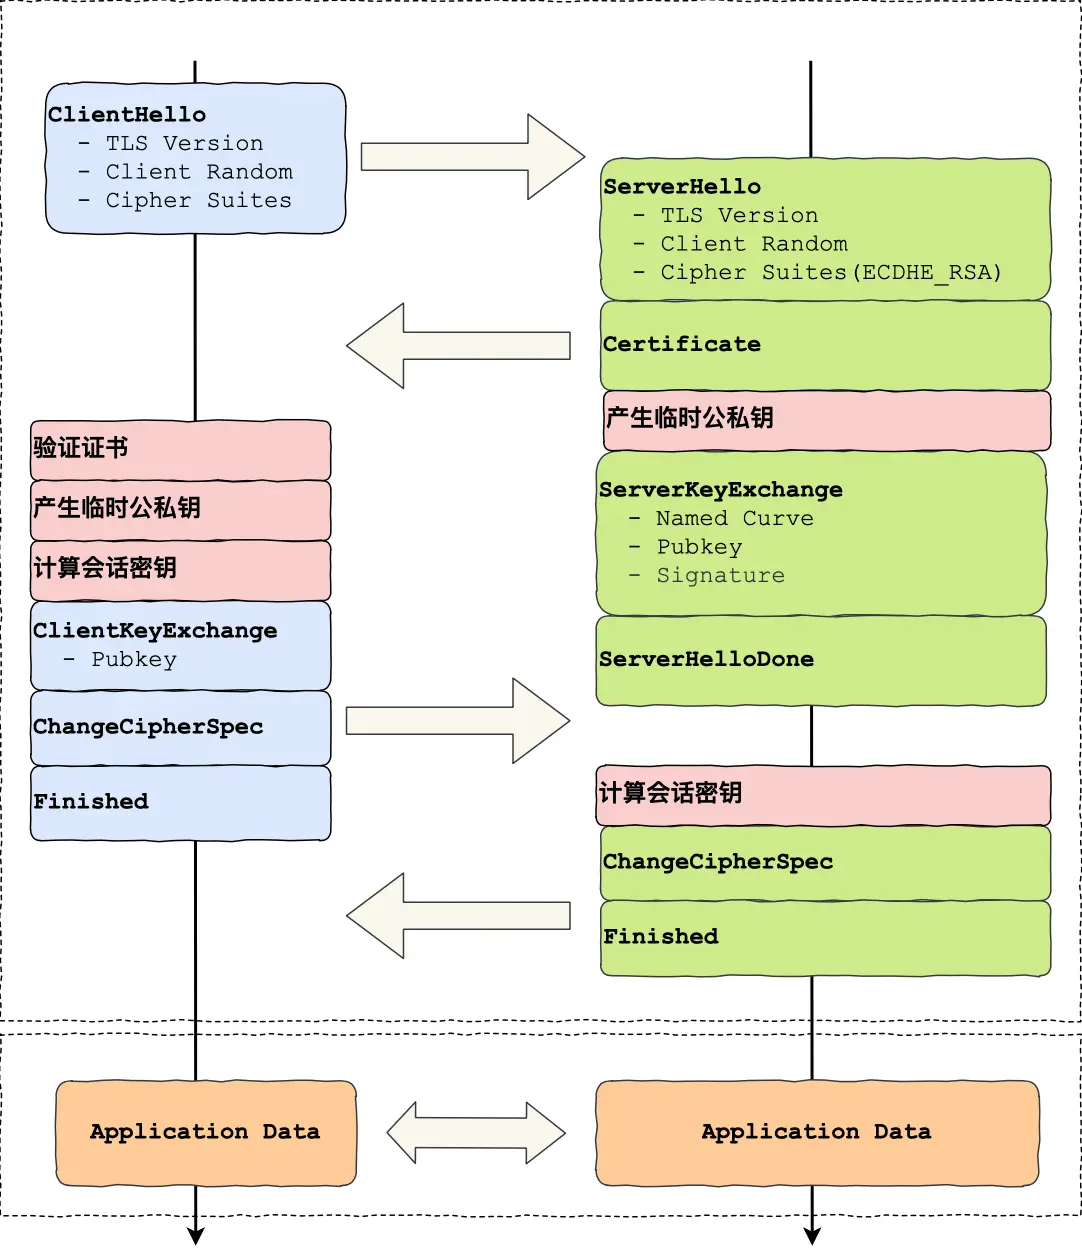 ClientHello
- TLS Version
- Client Random
- Cipher Suites
ServerHello
- TLS Version
- Client Random
- Cipher Suites(ECDHE_RSA)
Certificate
产生临时公私钥
验证证书
产生临时公私钥
计算会话密钥
ServerKeyExchange
- Named Curve
- Pubkey
- Signature
ClientKeyExchange
- Pubkey
ServerHelloDone
ChangeCipherSpec
Finished
计算会话密钥
ChangeCipherSpec
Finished
Application Data
Application Data